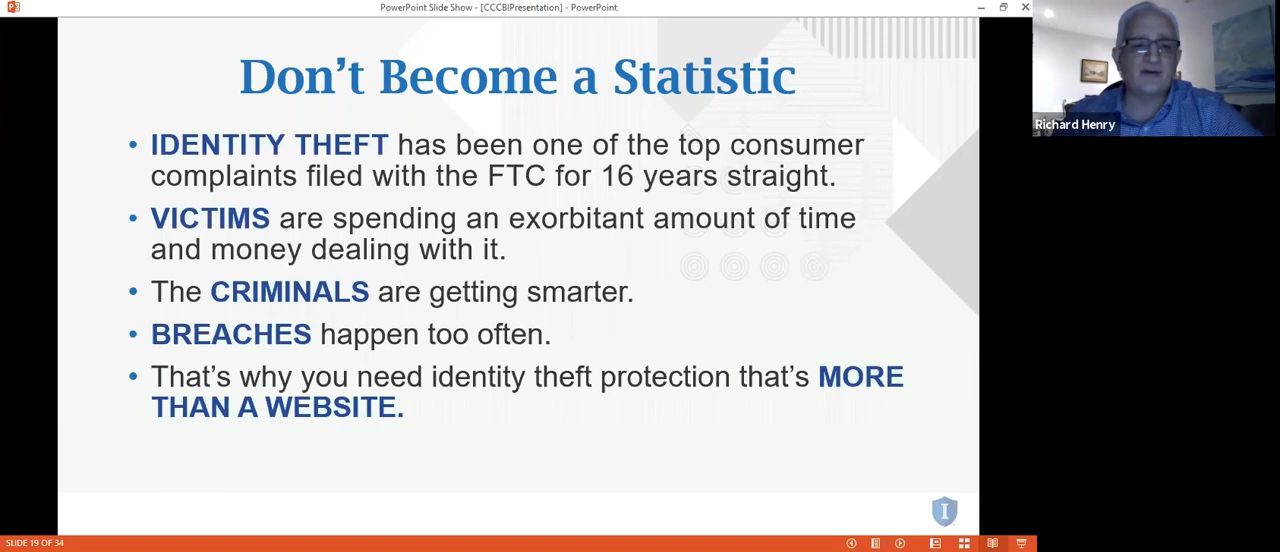 PowerPoint Slide Show - [CCCBIPresentation] - PowerPoint
Don't Become a Statistic
• IDENTITY THEFT has been one of the top consumer
complaints filed with the FTC for 16 years straight.
• VICTIMS are spending an exorbitant amount of time
and money dealing with it.
• The CRIMINALS are getting smarter.
• BREACHES happen too often.
• That's why you need identity theft protection that's MORE
THAN A WEBSITE.
I
SLIDE 19 OF 34
Richard Henry